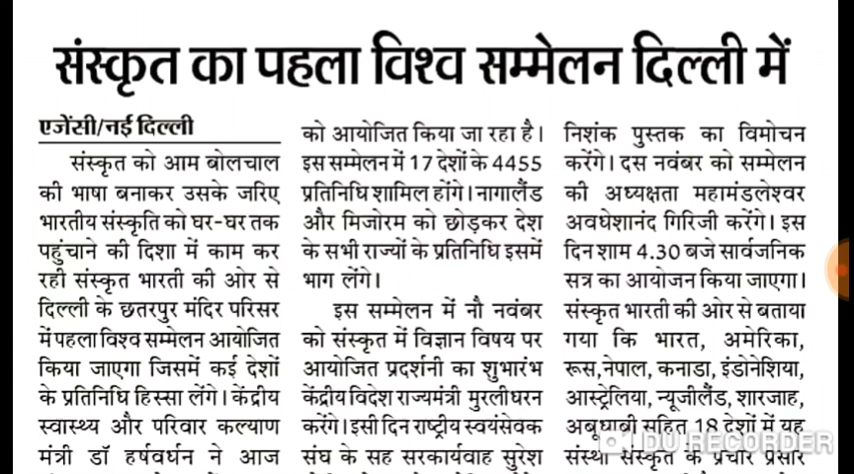 संस्कृत का पहला विश्व सम्मेलन दिल्ली में
एजेंसी/नई दिल्ली
संस्कृत को आम बोलचाल
की भाषा बनाकर उसके जरिए
भारतीय संस्कृति को घर-घर तक
पहुंचाने की दिशा में काम कर
रही संस्कृत भारती की ओर से
दिल्ली के छतरपुर मंदिर परिसर
में पहला विश्व सम्मेलन आयोजित
किया जाएगा जिसमें कई देशों
के प्रतिनिधि हिस्सा लेंगे। केंद्रीय
स्वास्थ्य और परिवार कल्याण
मंत्री डॉ हर्षवर्धन ने आज
को आयोजित किया जा रहा है।
इस सम्मेलन में 17 देशों के 4455
प्रतिनिधि शामिल होंगे। नागालैंड
और मिजोरम को छोड़कर देश
के सभी राज्यों के प्रतिनिधि इसमें
भाग लेंगे।
इस सम्मेलन में नौ नवंबर
को संस्कृत में विज्ञान विषय पर
आयोजित प्रदर्शनी का शुभारंभ
केंद्रीय विदेश राज्यमंत्री मुरलीधरन
करेंगे। इसी दिन राष्ट्रीय स्वयंसेवक
संघ के सह सरकार्यवाह सुरेश
निशंक पुस्तक का विमोचन
करेंगे। दस नवंबर को सम्मेलन
की अध्यक्षता महामंडलेश्वर
अवधेशानंद गिरिजी करेंगे। इस
दिन शाम 4.30 बजे सार्वजनिक
सत्र का आयोजन किया जाएगा।
संस्कृत भारती की ओर से बताया
गया कि भारत, अमेरिका,
रूस,नेपाल, कनाडा, इंडोनेशिया,
आस्ट्रेलिया, न्यूजीलैंड, शारजाह,
अबूधाबी सहित 18 देशों में यह
संस्था संस्कृत के प्रचार प्रसार
DU RECORDER